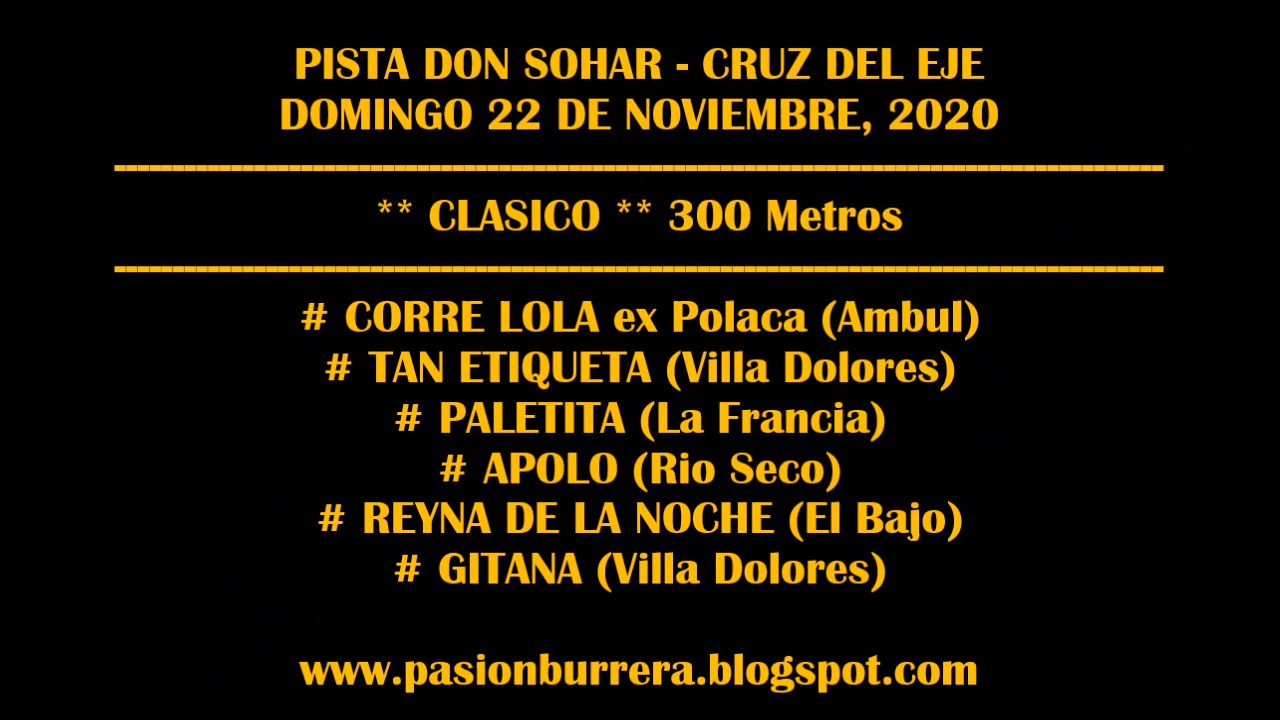 PISTA DON SOHAR - CRUZ DEL EJE
DOMINGO 22 DE NOVIEMBRE, 2020
** CLASICO ** 300 Metros
# CORRE LOLA ex Polaca (Ambul)
# TAN ETIQUETA (Villa Dolores)
# PALETITA (La Francia)
# APOLO (Rio Seco)
# REYNA DE LA NOCHE (El Bajo)
# GITANA (Villa Dolores)
www.pasionburrera.blogspot.com